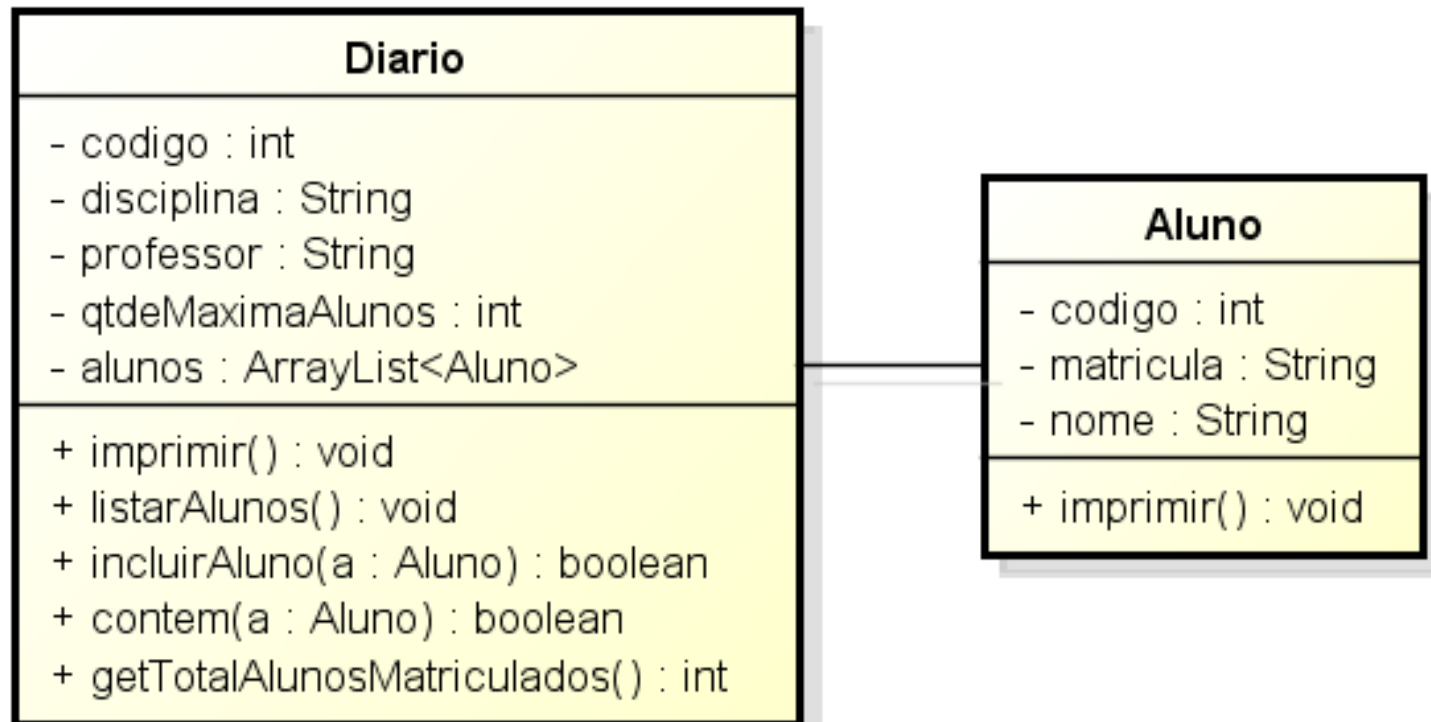 Diario
- codigo : int
- disciplina : String
- professor : String
- qtdeMaximaAlunos : int
- alunos : ArrayList<Aluno>
+ imprimir() : void
+ listarAlunos() : void
+ incluirAluno(a : Aluno) : boolean
+ contem(a : Aluno) : boolean
+ getTotalAlunosMatriculados() : int
Aluno
- codigo : int
- matricula : String
- nome : String
+ imprimir() : void